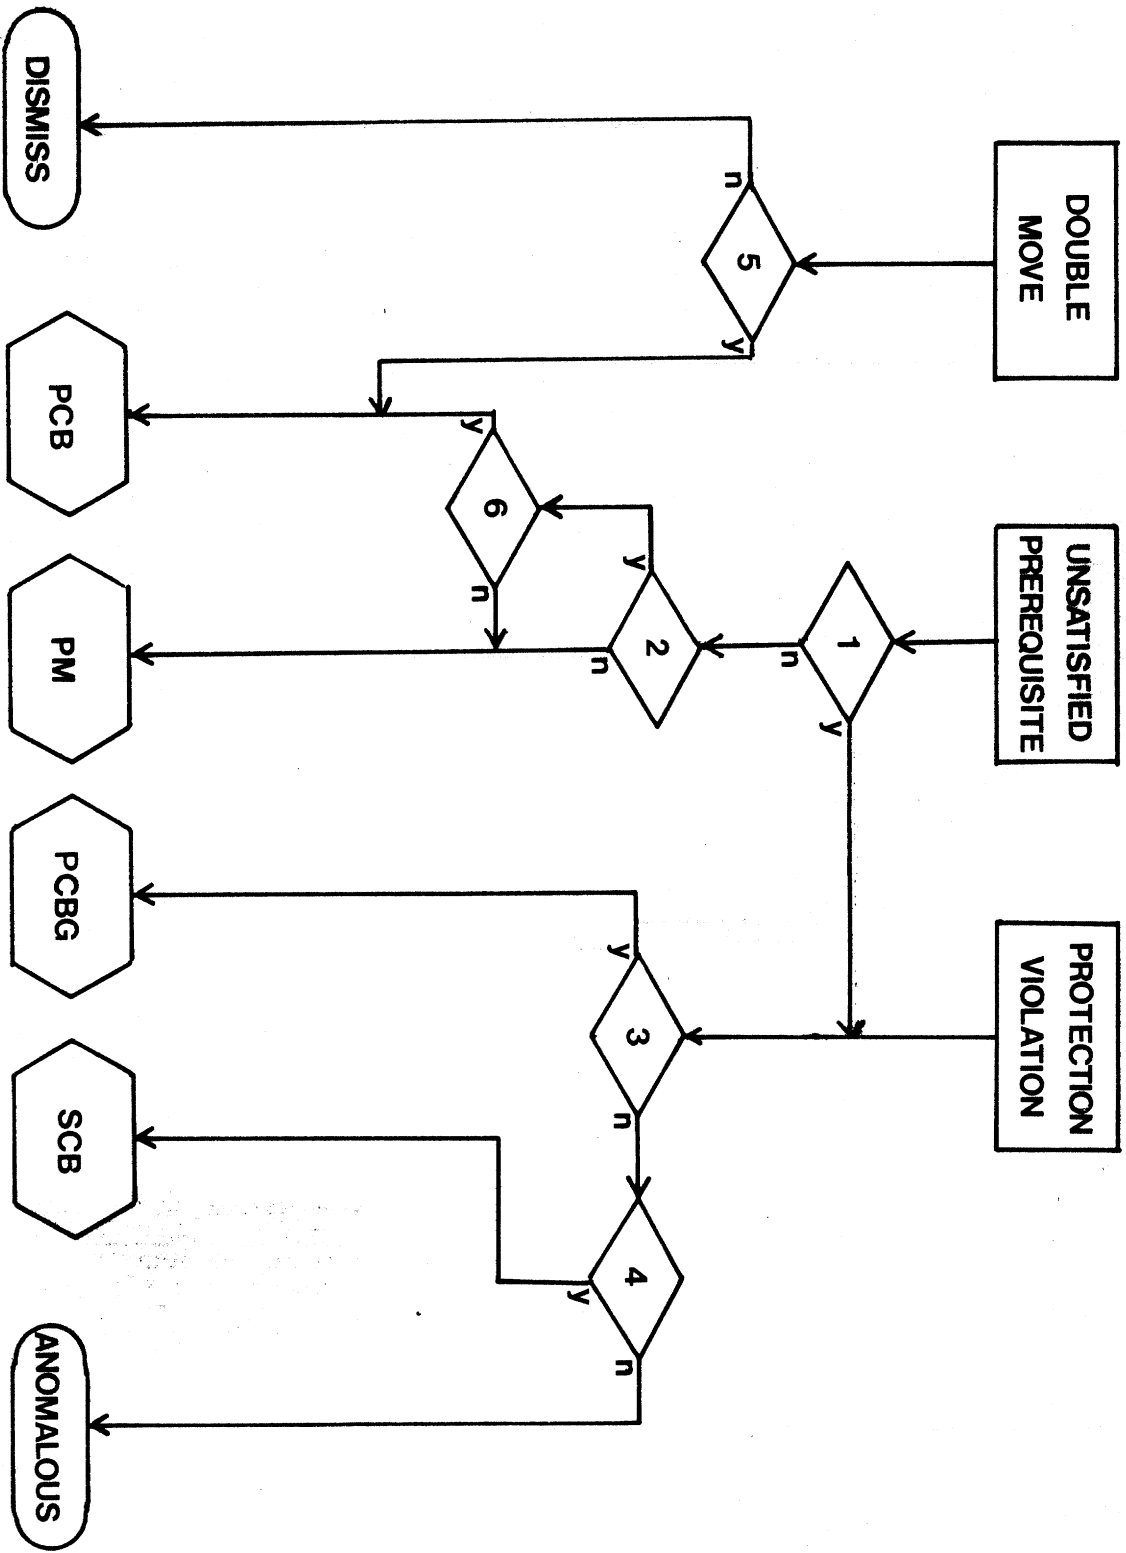 DOUBLE
MOVE
UNSATISFIED
PREREQUISITE
PROTECTION
VIOLATION
1
n
y
5
n
y
2
y
n
3
y
n
4
y
n
6
y
n
DISMISS
PCB
PM
PCBG
SCB
ANOMALOUS